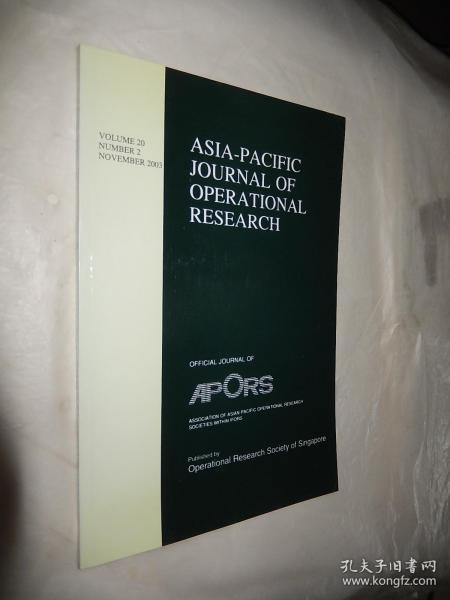 VOLUME 20
NUMBER 2
NOVEMBER 2003
ASIA-PACIFIC
JOURNAL OF
OPERATIONAL
RESEARCH
OFFICIAL JOURNAL OF
APORS
ASSOCIATION OF ASIAN-PACIFIC OPERATIONAL RESEARCH
SOCIETIES WITHIN IFORS
Published by
Operational Research Society of Singapore
孔夫子旧书网
www.kongfz.com